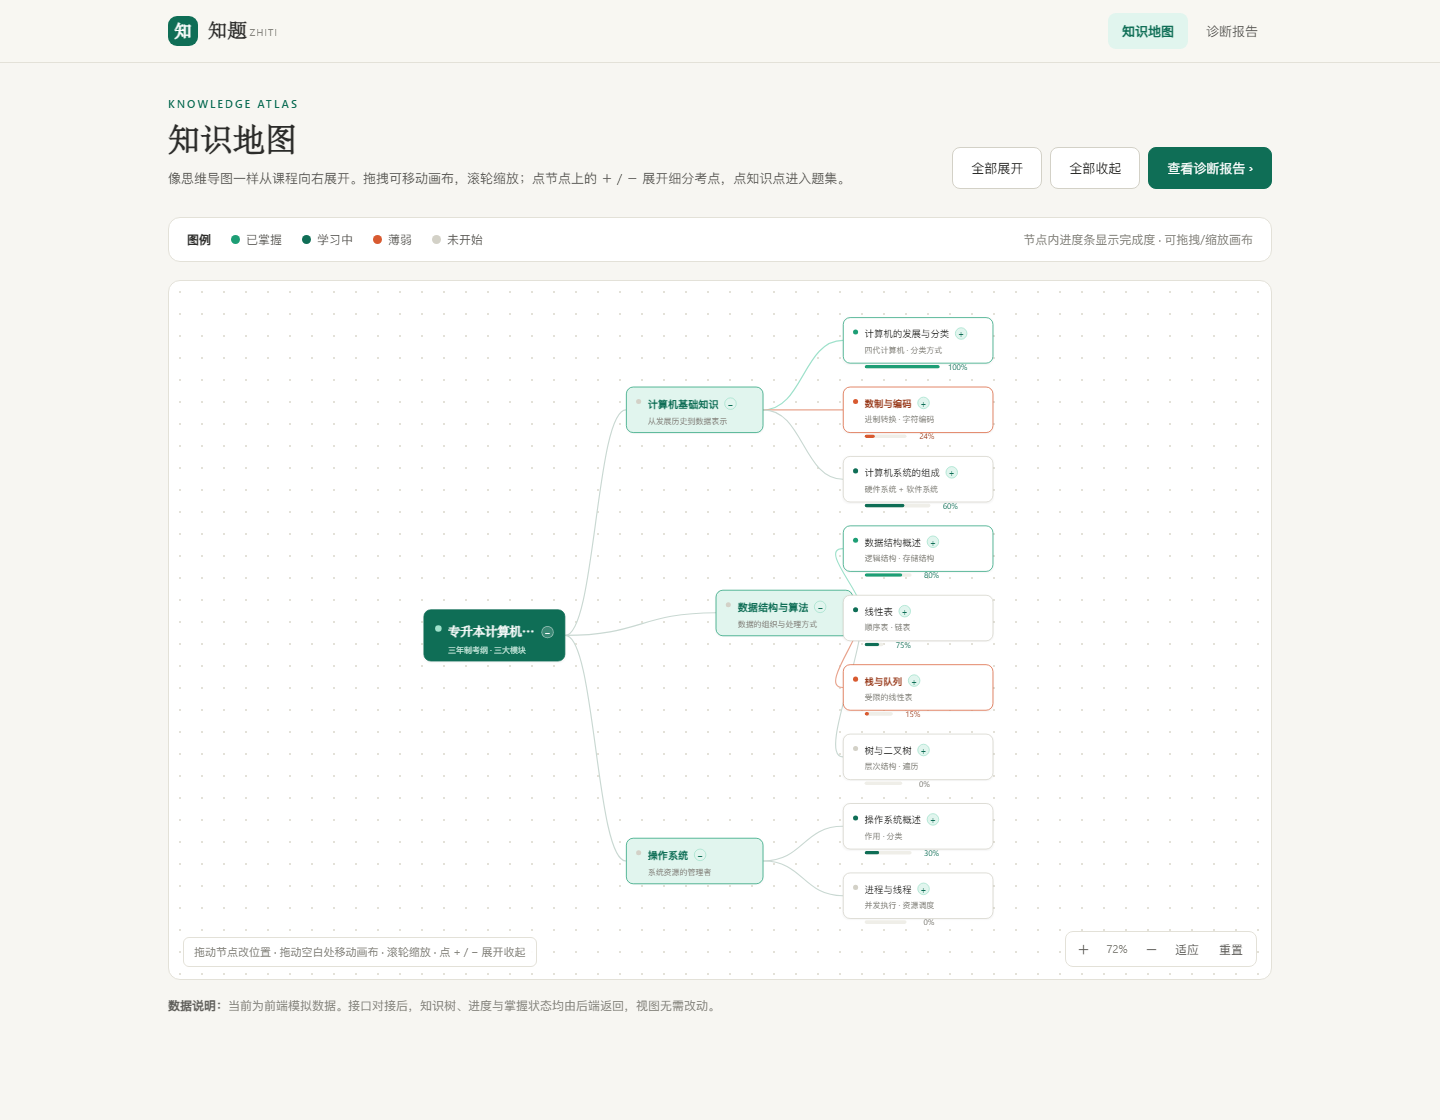 知 知题 ZHITI
知识地图 诊断报告
KNOWLEDGE ATLAS
知识地图
像思维导图一样从课程向右展开。拖拽可移动画布，滚轮缩放；点节点上的 + / − 展开细分考点，点知识点进入题集。
全部展开 全部收起 查看诊断报告 ›
图例 已掌握 学习中 薄弱 未开始
节点内进度条显示完成度 · 可拖拽/缩放画布
计算机的发展与分类 +
四代计算机 · 分类方式
100%
计算机基础知识 −
从发展历史到数据表示
数制与编码 +
进制转换 · 字符编码
24%
计算机系统的组成 +
硬件系统 + 软件系统
60%
数据结构概述 +
逻辑结构 · 存储结构
80%
数据结构与算法 −
数据的组织与处理方式
线性表 +
顺序表 · 链表
75%
专升本计算机··· −
三年制考纲 · 三大模块
栈与队列 +
受限的线性表
15%
树与二叉树 +
层次结构 · 遍历
0%
操作系统概述 +
作用 · 分类
30%
操作系统 −
系统资源的管理者
进程与线程 +
并发执行 · 资源调度
0%
拖动节点改位置 · 拖动空白处移动画布 · 滚轮缩放 · 点 + / − 展开收起
+ 72% − 适应 重置
数据说明：当前为前端模拟数据。接口对接后，知识树、进度与掌握状态均由后端返回，视图无需改动。